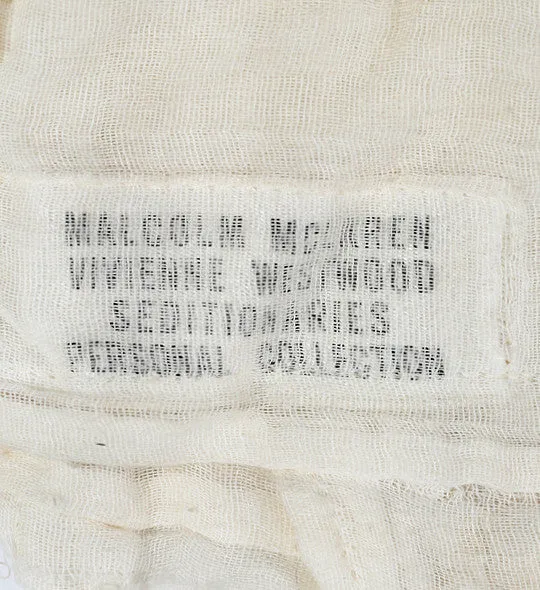 MALCOLM MCLAREN
VIVIENNE WESTWOOD
SEDITIONARIES
PERSONAL COLLECTION